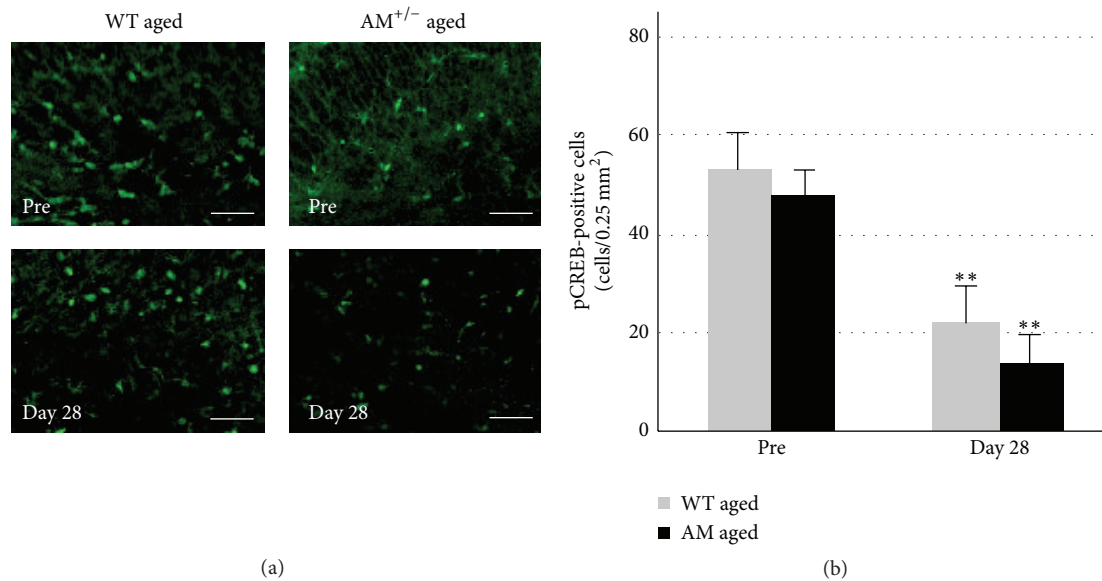 WT aged
AM+/− aged
Pre
Pre
Day 28
Day 28
(a)
pCREB-positive cells
(cells/0.25 mm2)
80
60
40
20
0
**
**
Pre
Day 28
WT aged
AM aged
(b)